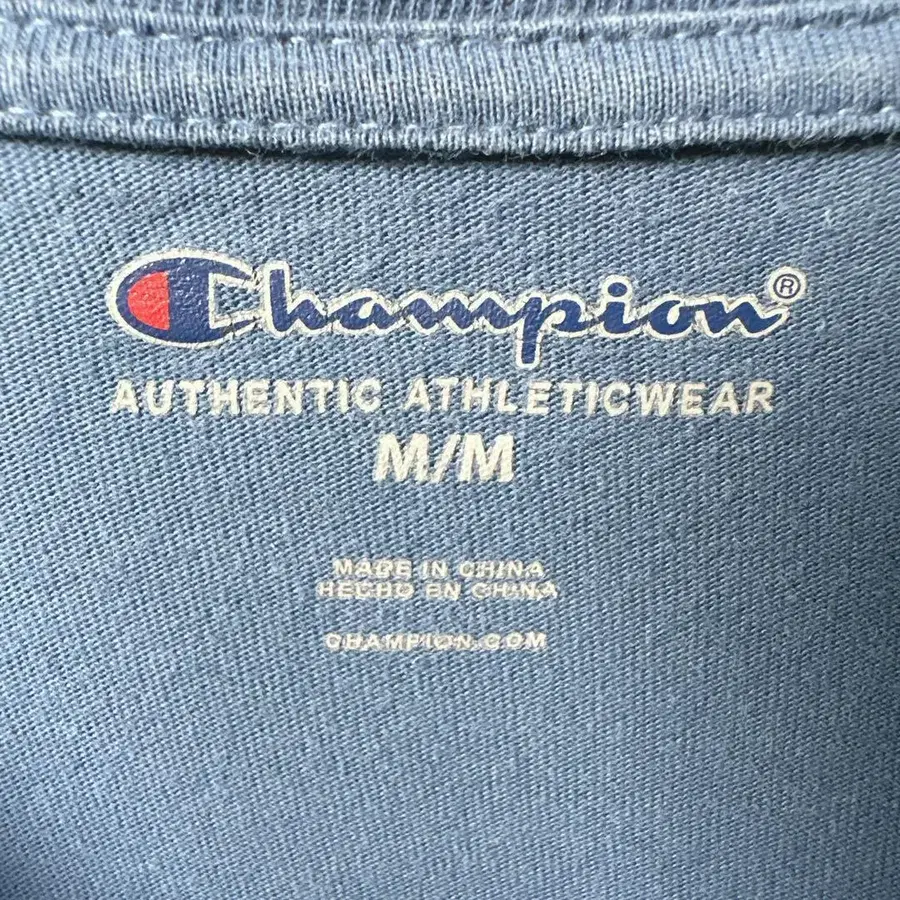 Champion®
AUTHENTIC ATHLETICWEAR
M/M
MADE IN CHINA
HECHO EN CHINA
CHAMPION.COM